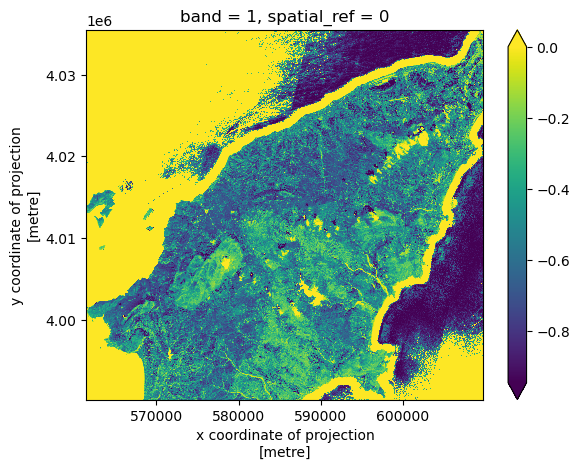 band = 1, spatial_ref = 0
1e6
4.03
4.02
4.01
4.00
y coordinate of projection
[metre]
570000 580000 590000 600000
x coordinate of projection
[metre]
0.0
−0.2
−0.4
−0.6
−0.8